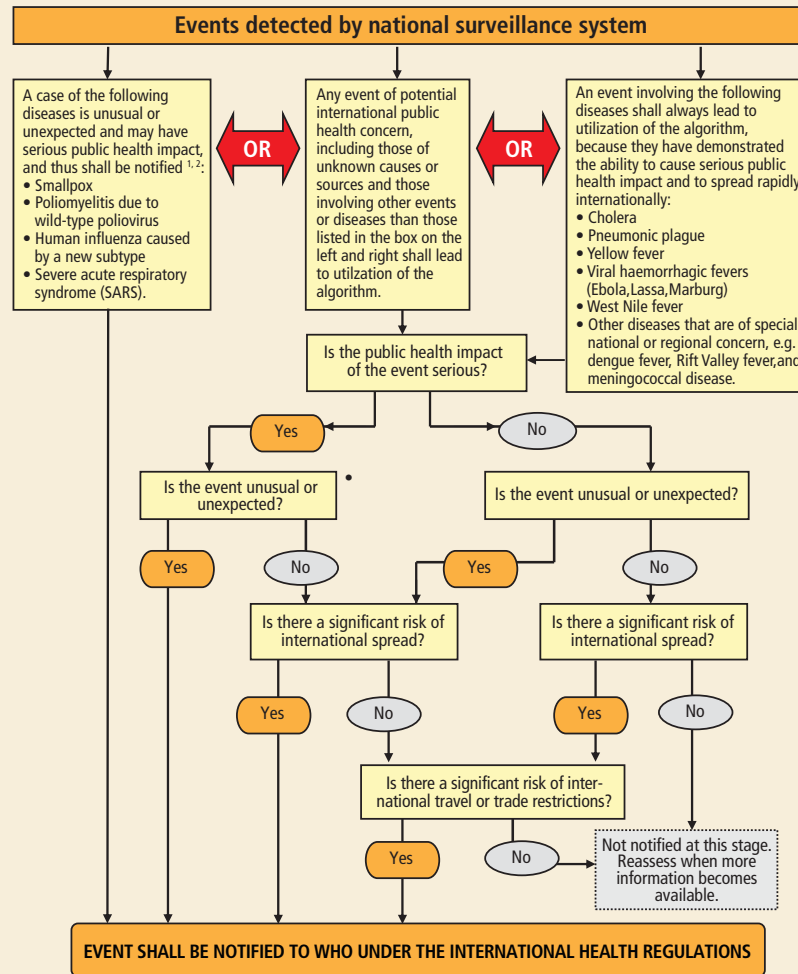 Events detected by national surveillance system
A case of the following
diseases is unusual or
unexpected and may have
serious public health impact,
and thus shall be notified 1, 2:
• Smallpox
• Poliomyelitis due to
wild-type poliovirus
• Human influenza caused
by a new subtype
• Severe acute respiratory
syndrome (SARS).
OR
Any event of potential
international public
health concern,
including those of
unknown causes or
sources and those
involving other events
or diseases than those
listed in the box on the
left and right shall lead
to utilzation of the
algorithm.
OR
An event involving the following
diseases shall always lead to
utilization of the algorithm,
because they have demonstrated
the ability to cause serious public
health impact and to spread rapidly
internationally:
• Cholera
• Pneumonic plague
• Yellow fever
• Viral haemorrhagic fevers
(Ebola,Lassa,Marburg)
• West Nile fever
• Other diseases that are of special
national or regional concern, e.g.
dengue fever, Rift Valley fever,and
meningococcal disease.
Is the public health impact
of the event serious?
Yes
No
Is the event unusual or
unexpected?
•
Is the event unusual or unexpected?
Yes
No
Yes
No
Is there a significant risk of
international spread?
Is there a significant risk of
international spread?
Yes
No
Yes
No
Is there a significant risk of inter-
national travel or trade restrictions?
Yes
No
Not notified at this stage.
Reassess when more
information becomes
available.
EVENT SHALL BE NOTIFIED TO WHO UNDER THE INTERNATIONAL HEALTH REGULATIONS